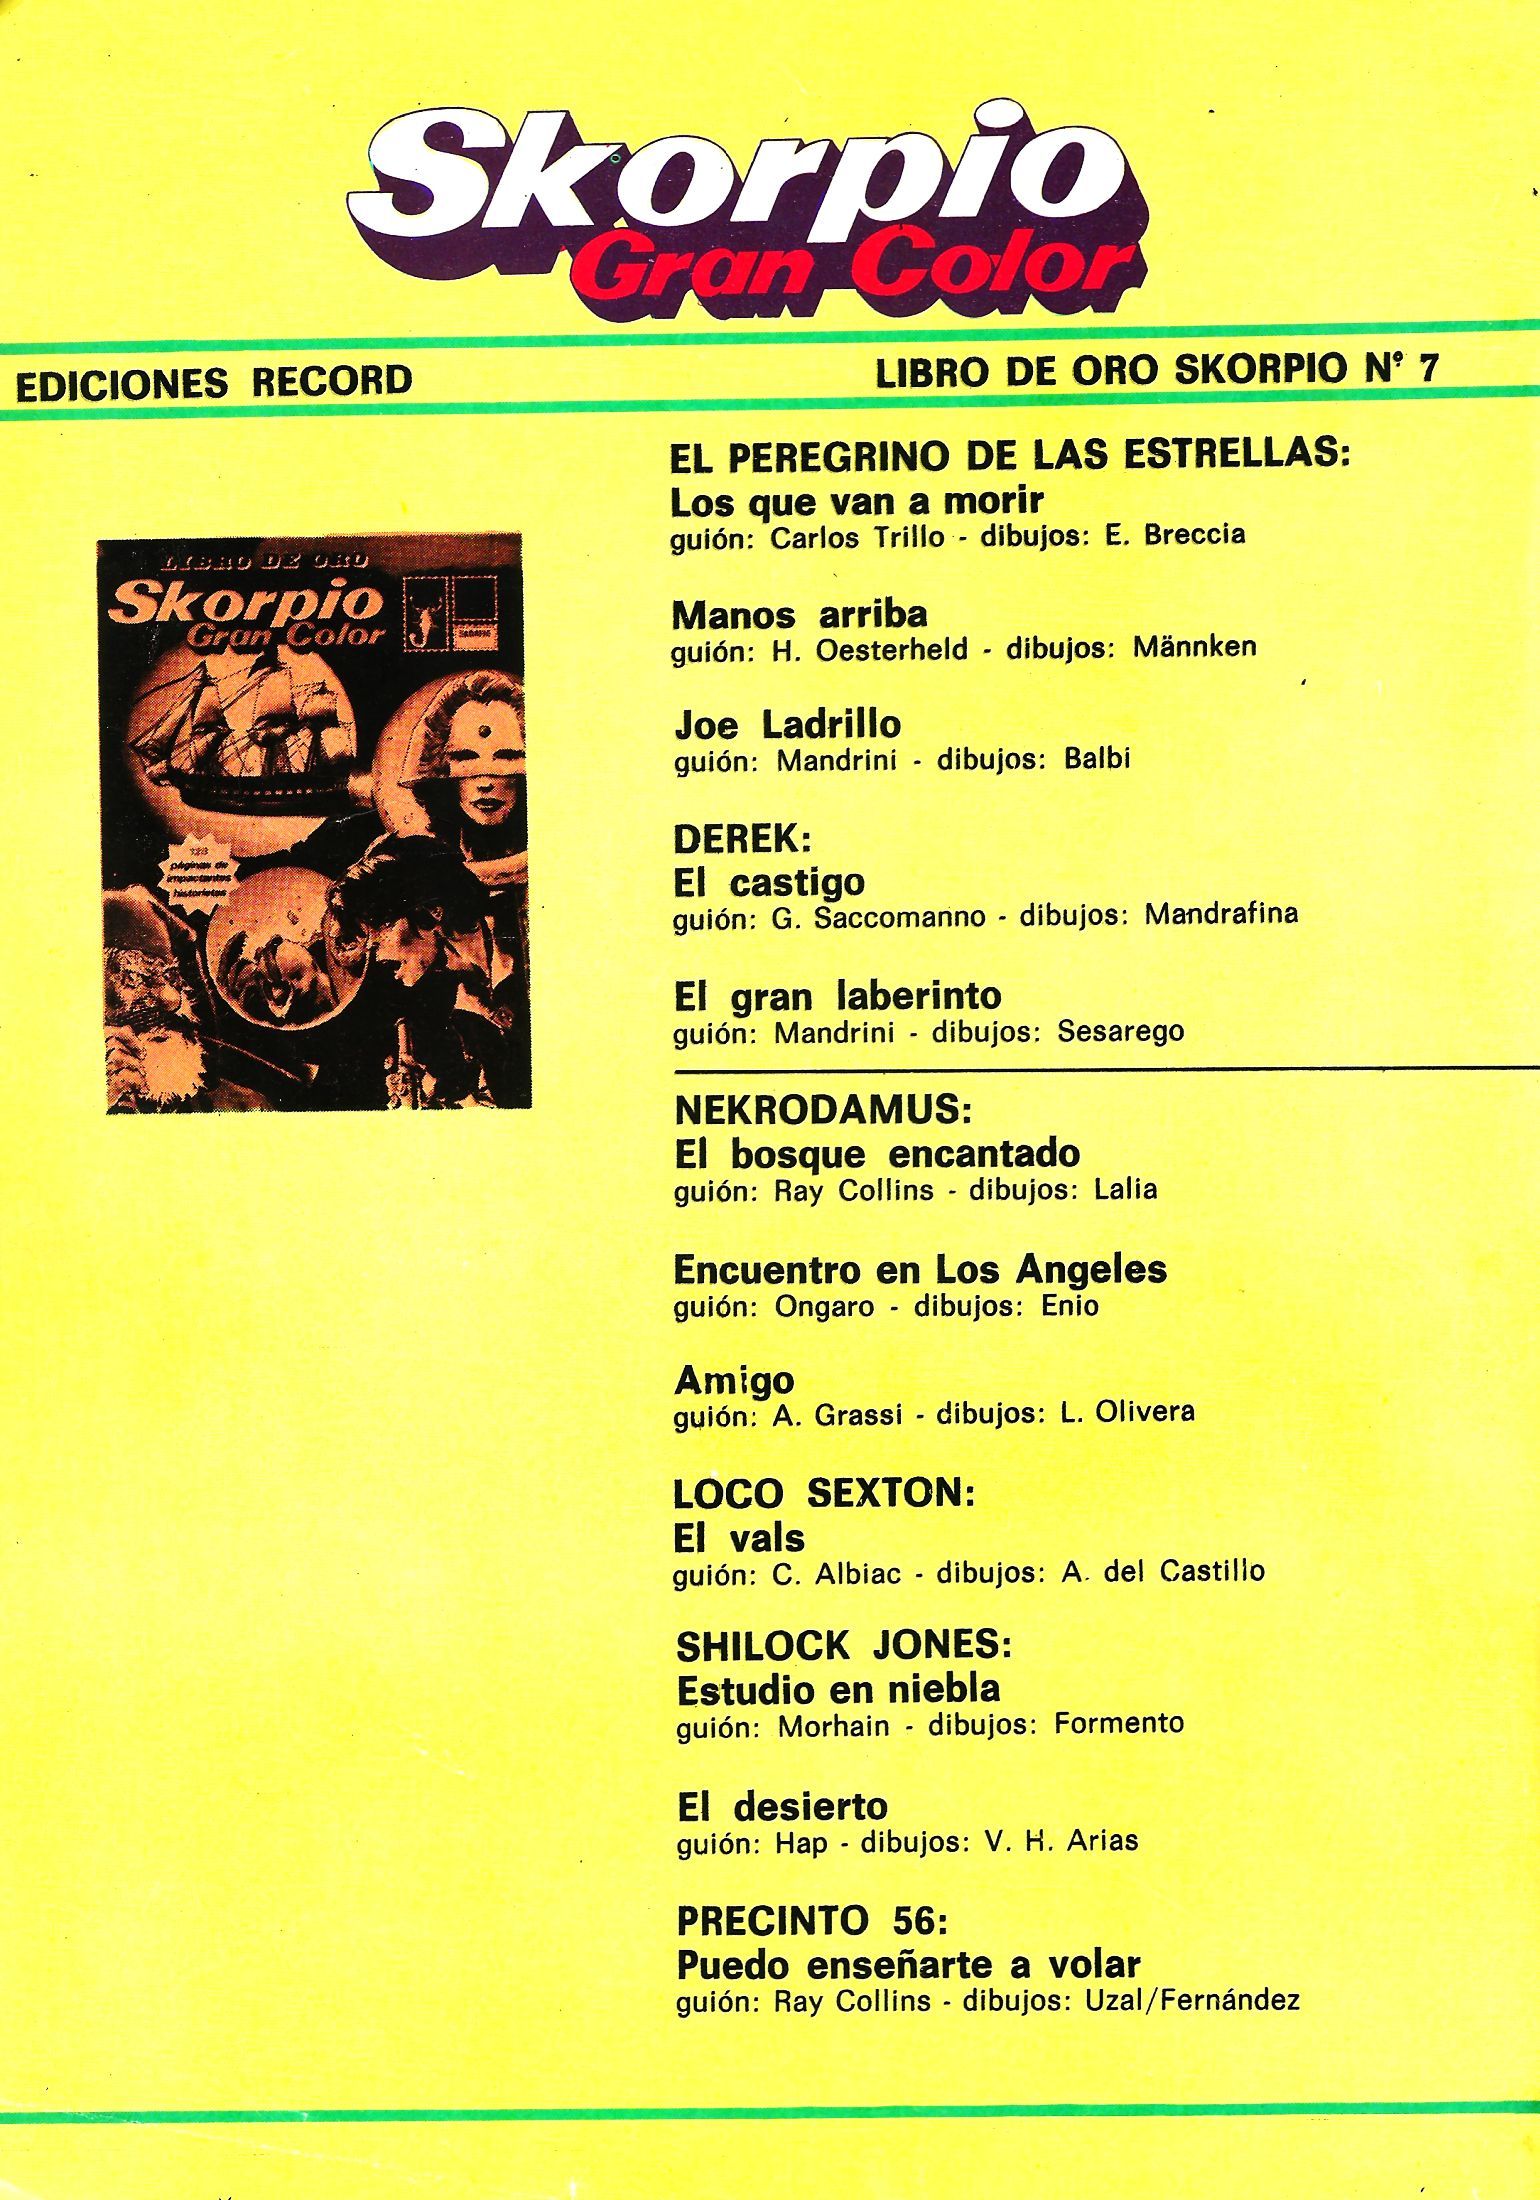 Skorpio
Gran Color
EDICIONES RECORD
LIBRO DE ORO SKORPIO Nº 7
LIBRO DE ORO
Skorpio
Gran Color
páginas de
impactantes
historietas
EL PEREGRINO DE LAS ESTRELLAS:
Los que van a morir
guión: Carlos Trillo - dibujos: E. Breccia
Manos arriba
guión: H. Oesterheld - dibujos: Männken
Joe Ladrillo
guión: Mandrini - dibujos: Balbi
DEREK:
El castigo
guión: G. Saccomanno - dibujos: Mandrafina
El gran laberinto
guión: Mandrini - dibujos: Sesarego
NEKRODAMUS:
El bosque encantado
guión: Ray Collins - dibujos: Lalia
Encuentro en Los Angeles
guión: Ongaro - dibujos: Enio
Amigo
guión: A. Grassi - dibujos: L. Olivera
LOCO SEXTON:
El vals
guión: C. Albiac - dibujos: A. del Castillo
SHILOCK JONES:
Estudio en niebla
guión: Morhain - dibujos: Formento
El desierto
guión: Hap - dibujos: V. H. Arias
PRECINTO 56:
Puedo enseñarte a volar
guión: Ray Collins - dibujos: Uzal/Fernández